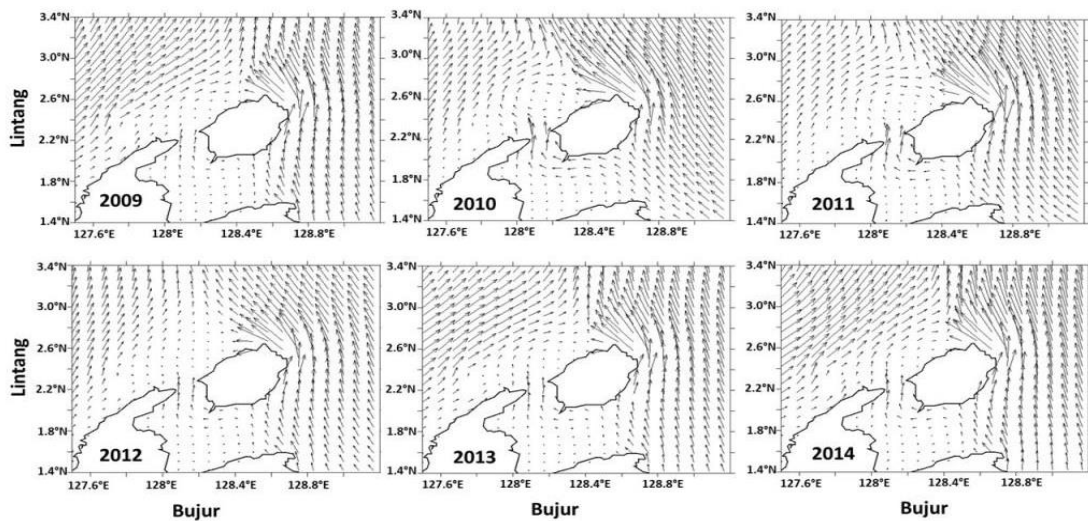 3.4°N 3.4°N 3.4°N
3.0°N 3.0°N 3.0°N
2.6°N 2.6°N 2.6°N
Lintang
2.2°N 2.2°N 2.2°N
1.8°N 1.8°N 1.8°N
2009 2010 2011
1.4°N 1.4°N 1.4°N
127.6°E 128°E 128.4°E 128.8°E 127.6°E 128°E 128.4°E 128.8°E 127.6°E 128°E 128.4°E 128.8°E
3.4°N 3.4°N 3.4°N
3.0°N 3.0°N 3.0°N
2.6°N 2.6°N 2.6°N
Lintang
2.2°N 2.2°N 2.2°N
1.8°N 1.8°N 1.8°N
2012 2013 2014
1.4°N 1.4°N 1.4°N
127.6°E 128°E 128.4°E 128.8°E 127.6°E 128°E 128.4°E 128.8°E 127.6°E 128°E 128.4°E 128.8°E
Bujur Bujur Bujur